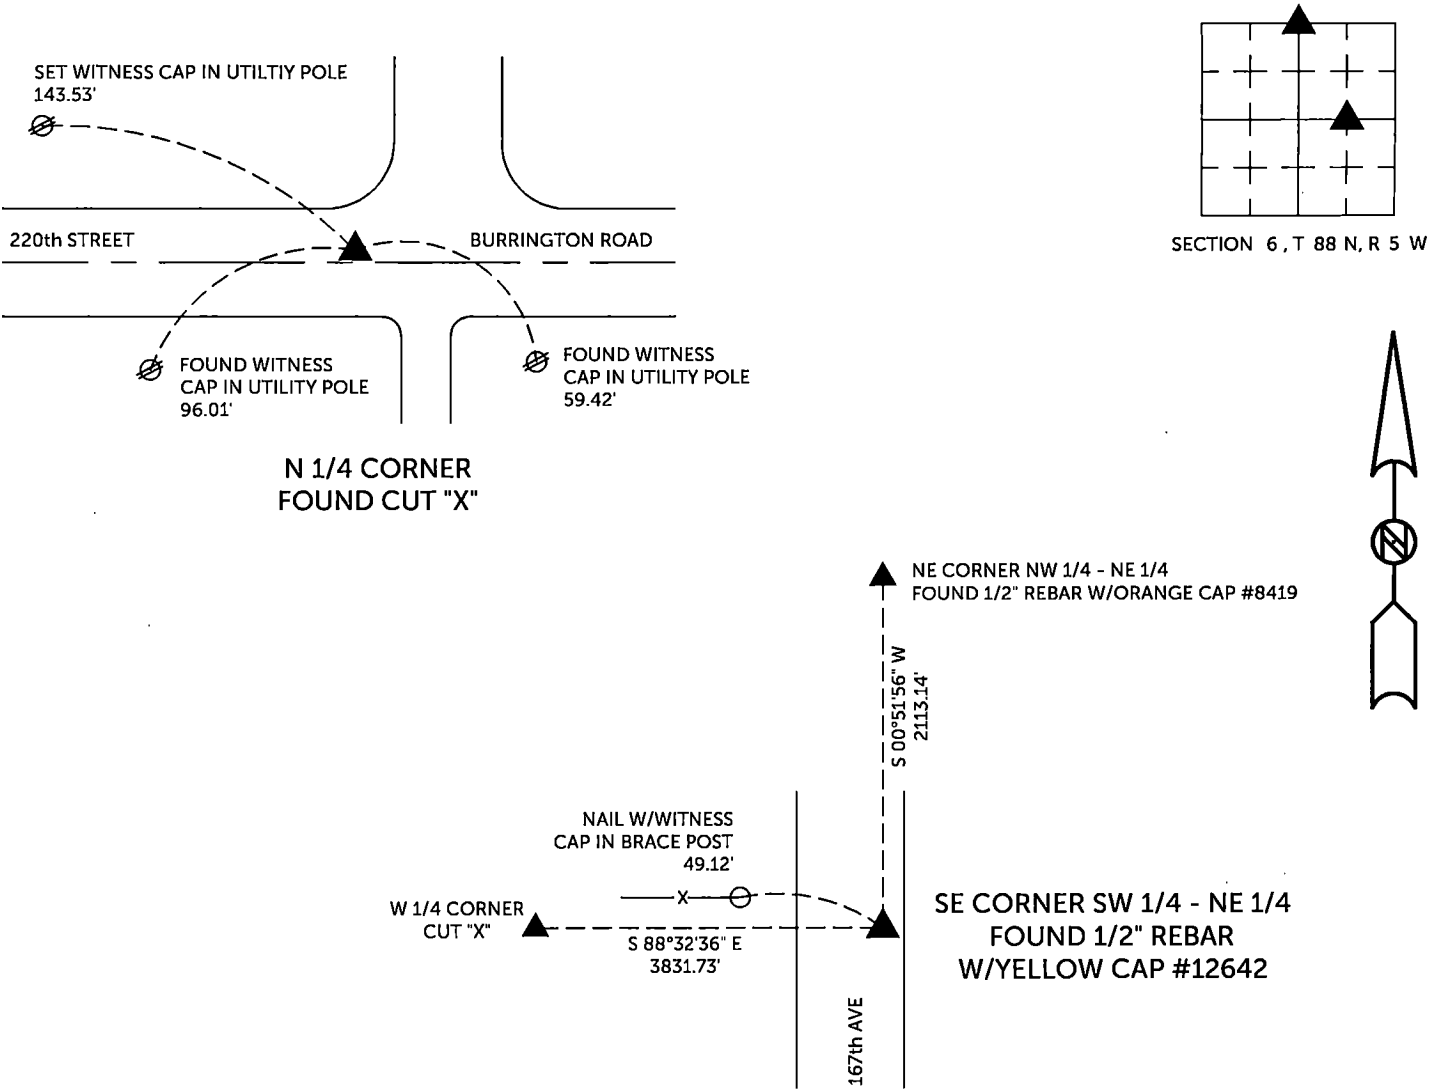 SET WITNESS CAP IN UTILTIY POLE
143.53'
220th STREET
BURRINGTON ROAD
FOUND WITNESS
CAP IN UTILITY POLE
96.01'
FOUND WITNESS
CAP IN UTILITY POLE
59.42'
N 1/4 CORNER
FOUND CUT "X"
SECTION 6, T 88 N, R 5 W
N
NE CORNER NW 1/4 - NE 1/4
FOUND 1/2" REBAR W/ORANGE CAP #8419
S 00°51'56" W
2113.14'
NAIL W/WITNESS
CAP IN BRACE POST
49.12'
X
W 1/4 CORNER
CUT "X"
S 88°32'36" E
3831.73'
SE CORNER SW 1/4 - NE 1/4
FOUND 1/2" REBAR
W/YELLOW CAP #12642
167th AVE